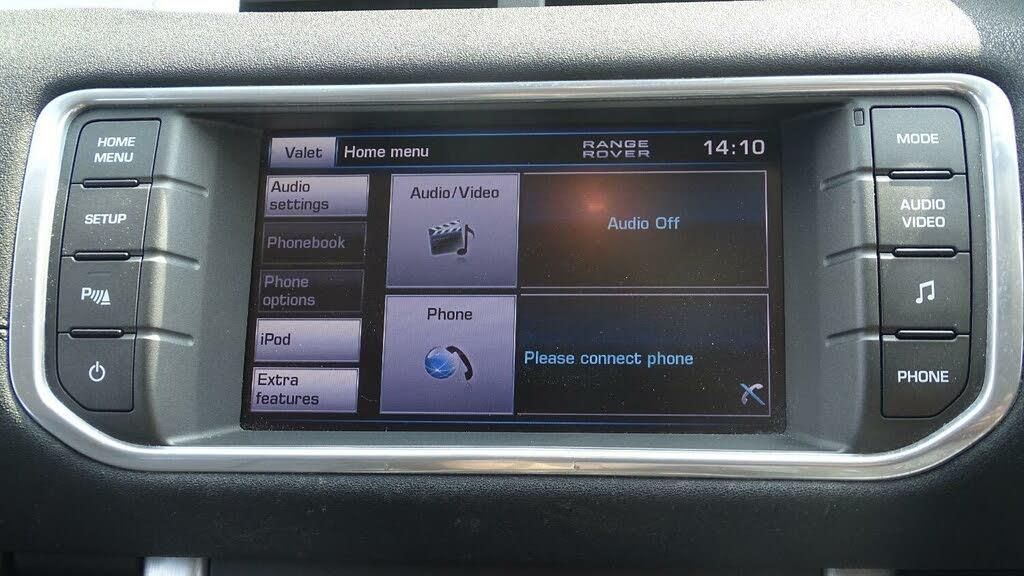 HOME
MENU
SETUP
P
Valet
Home menu
RANGE
ROVER
14:10
Audio
settings
Phonebook
Phone
options
iPod
Extra
features
Audio/Video
Audio Off
Phone
Please connect phone
MODE
AUDIO
VIDEO
PHONE